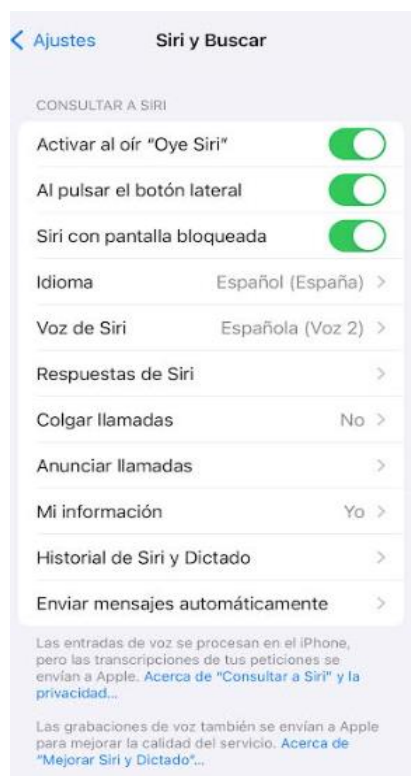 Ajustes Siri y Buscar
CONSULTAR A SIRI
Activar al oír “Oye Siri”
Al pulsar el botón lateral
Siri con pantalla bloqueada
Idioma Español (España)
Voz de Siri Española (Voz 2)
Respuestas de Siri
Colgar llamadas No
Anunciar llamadas
Mi información Yo
Historial de Siri y Dictado
Enviar mensajes automáticamente
Las entradas de voz se procesan en el iPhone,
pero las transcripciones de tus peticiones se
envían a Apple. Acerca de “Consultar a Siri” y la
privacidad...
Las grabaciones de voz también se envían a Apple
para mejorar la calidad del servicio. Acerca de
“Mejorar Siri y Dictado”...